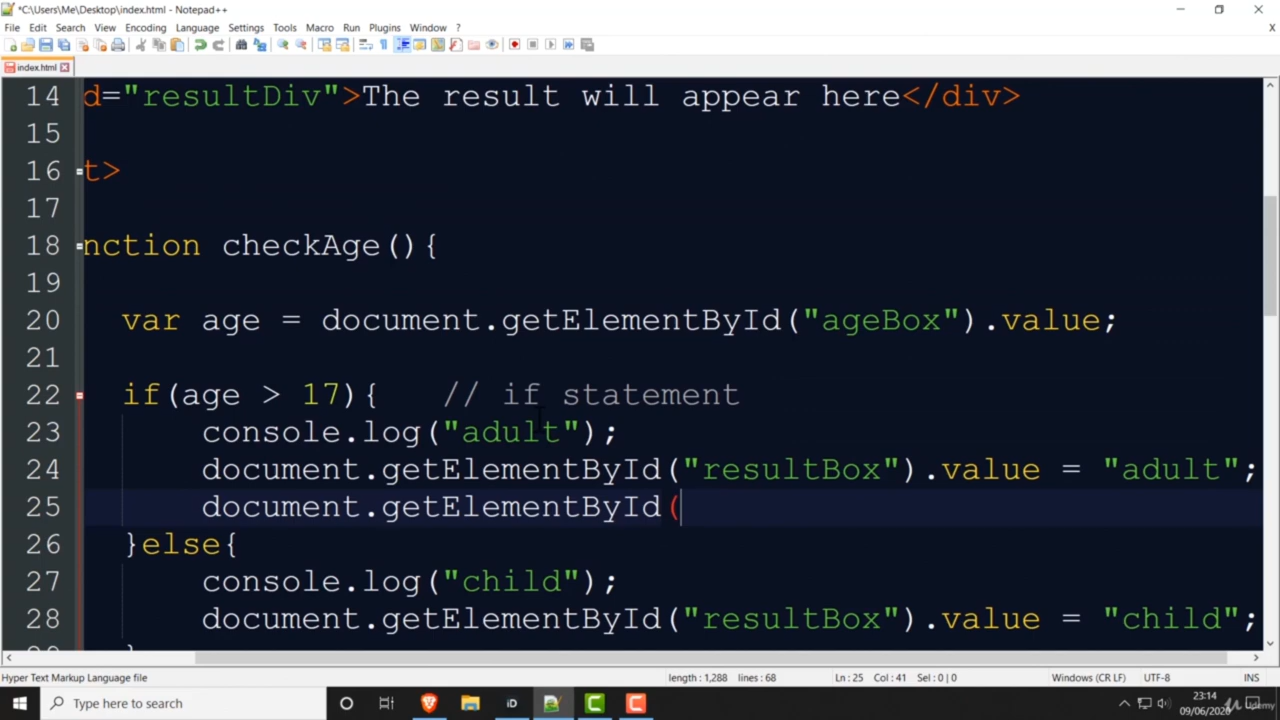 *C:\Users\Me\Desktop\index.html - Notepad++
File Edit Search View Encoding Language Settings Tools Macro Run Plugins Window ? X
index.html
14 d="resultDiv">The result will appear here</div>
15
16 t>
17
18 nction checkAge(){
19
20 var age = document.getElementById("ageBox").value;
21
22 if(age > 17){ // if statement
23 console.log("adult");
24 document.getElementById("resultBox").value = "adult";
25 document.getElementById(
26 }else{
27 console.log("child");
28 document.getElementById("resultBox").value = "child";
Hyper Text Markup Language file length : 1,288 lines : 68 Ln : 25 Col : 41 Sel : 0 | 0 Windows (CR LF) UTF-8 INS
Type here to search iD 23:14
09/06/2020 Udemy